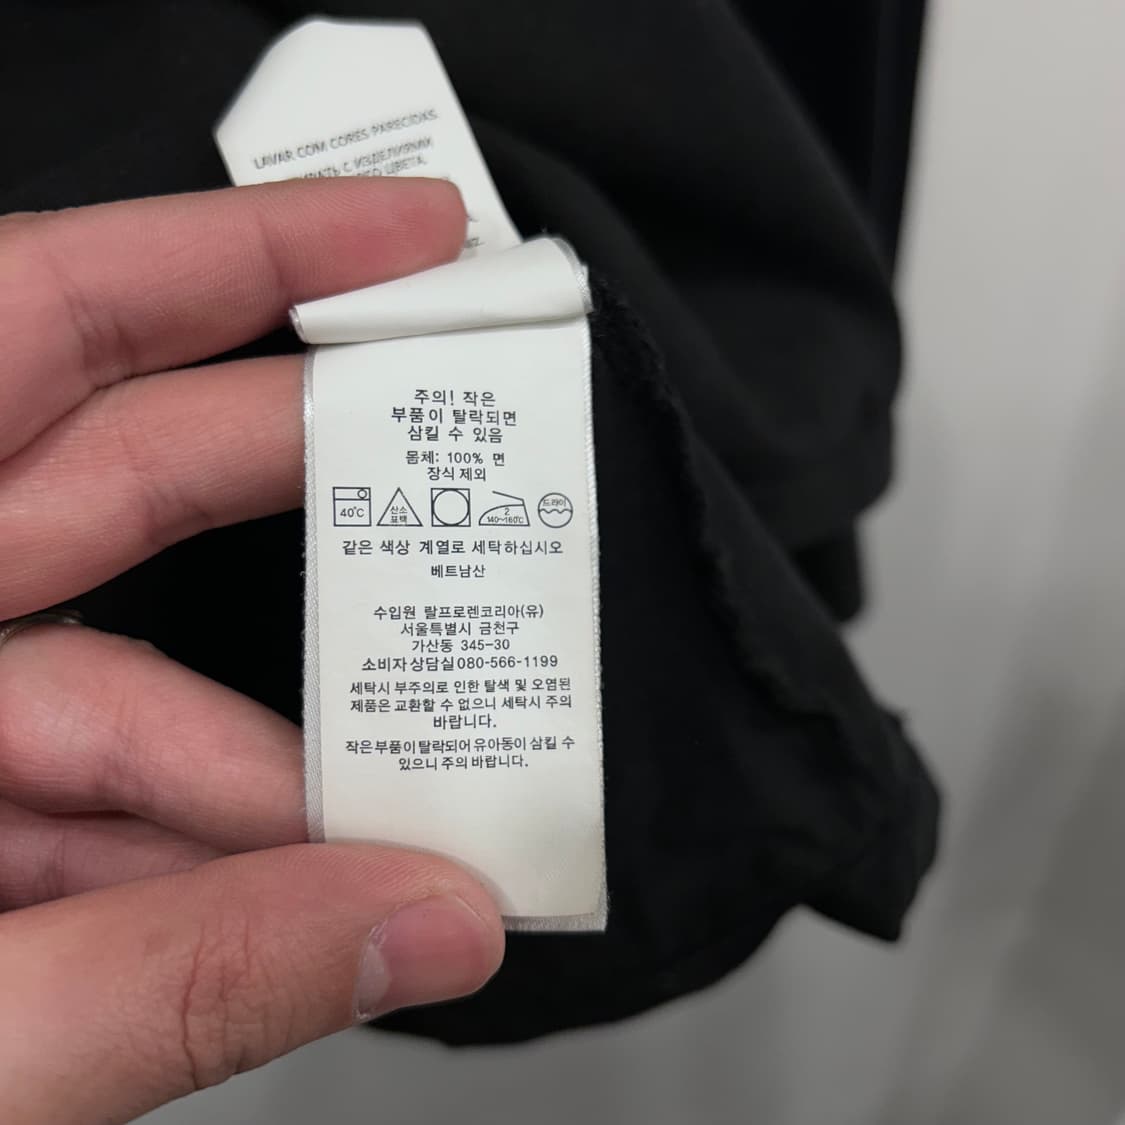 LAVAR COM CORES PARECIDAS.
С ИЗДЕЛИЯМИ
ЦВЕТА.
주의! 작은
부품이 탈락되면
삼킬 수 있음
몸체: 100% 면
장식 제외
40℃ 산소 표백 2 140~160℃ 드라이
같은 색상 계열로 세탁하십시오
베트남산
수입원 랄프로렌코리아(유)
서울특별시 금천구
가산동 345-30
소비자상담실080-566-1199
세탁시 부주의로 인한 탈색 및 오염된
제품은 교환할 수 없으니 세탁시 주의
바랍니다.
작은부품이탈락되어유아동이 삼킬 수
있으니 주의 바랍니다.